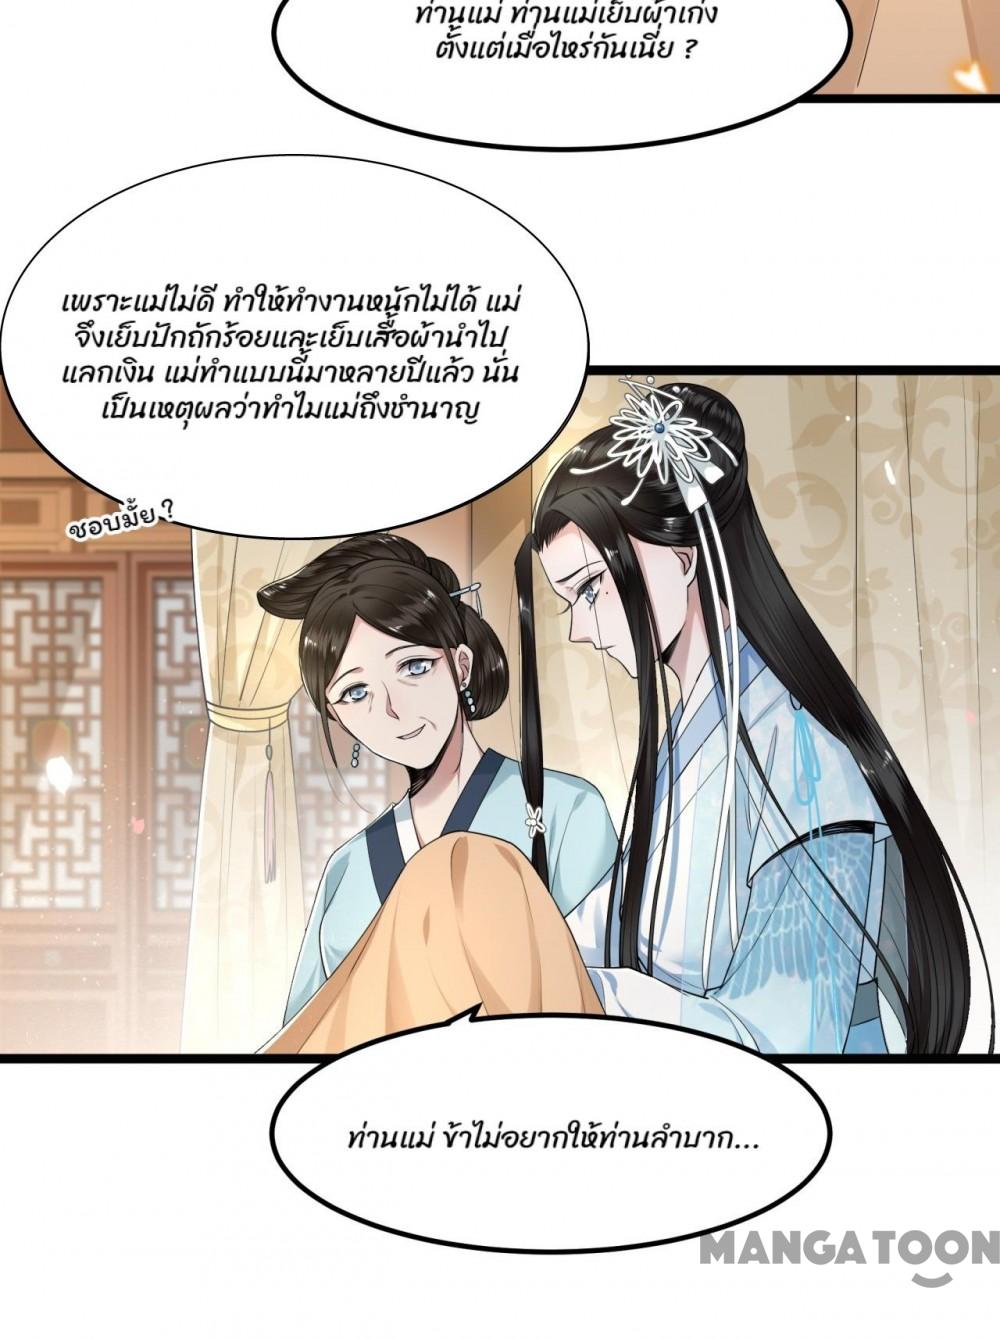 ท่านแม่ ท่านแม่เย็บผ้าเก่ง
ตั้งแต่เมื่อไหร่กันเนี่ย ?
เพราะแม่ไม่ดี ทำให้ทำงานหนักไม่ได้ แม่
จึงเย็บปักถักร้อยและเย็บเสื้อผ้านำไป
แลกเงิน แม่ทำแบบนี้มาหลายปีแล้ว นั่น
เป็นเหตุผลว่าทำไมแม่ถึงชำนาญ
ชอบมั้ย ?
ท่านแม่ ข้าไม่อยากให้ท่านลำบาก...
MANGATOON